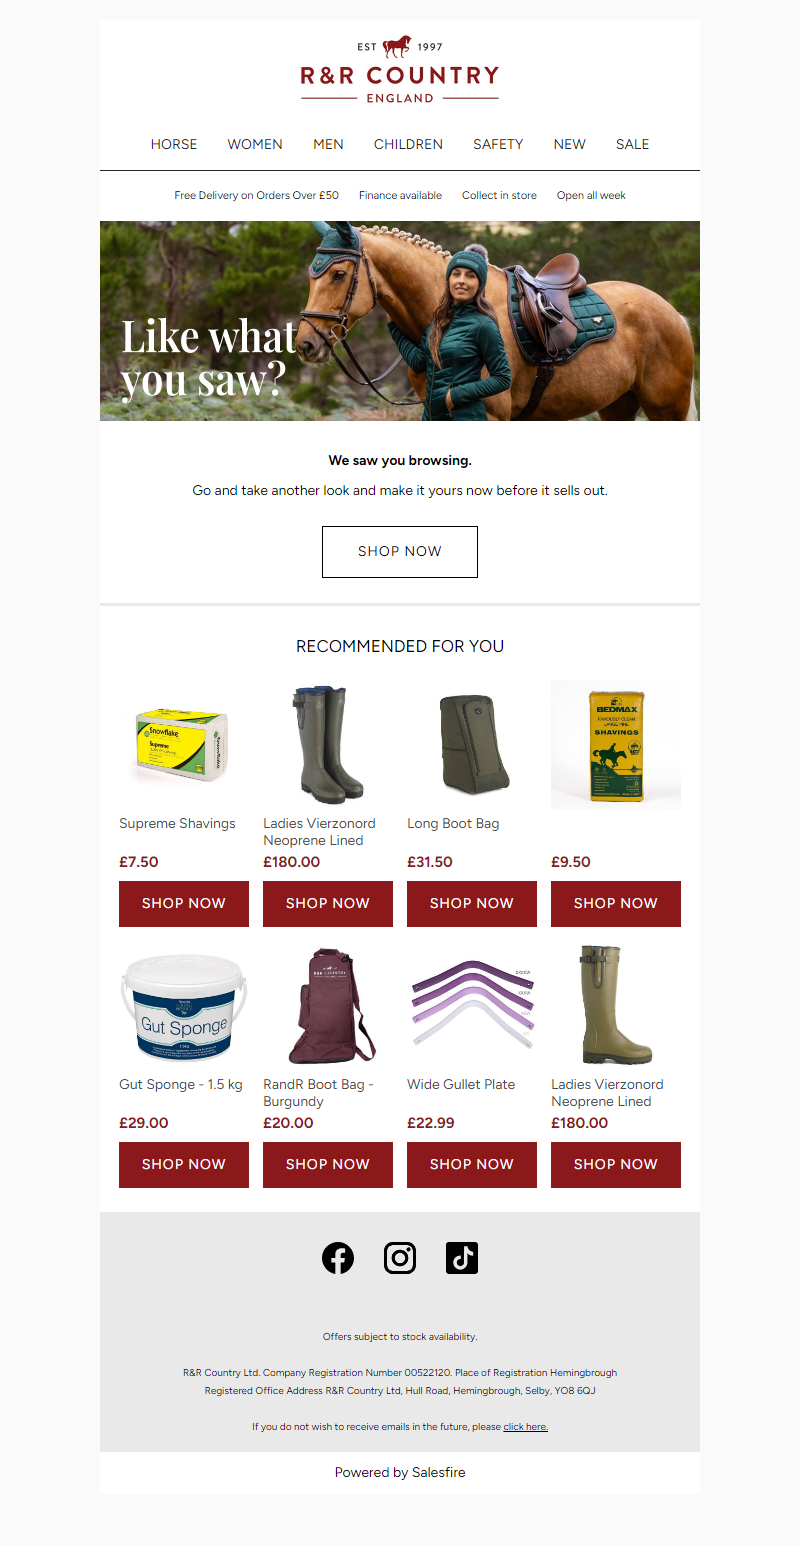 EST 1997
R&R COUNTRY
ENGLAND
HORSE WOMEN MEN CHILDREN SAFETY NEW SALE
Free Delivery on Orders Over £50 Finance available Collect in store Open all week
Like what
you saw?
We saw you browsing.
Go and take another look and make it yours now before it sells out.
SHOP NOW
RECOMMENDED FOR YOU
Snowflake
Supreme
Snowflake
BEDMAX
SHAVINGS
Supreme Shavings
Ladies Vierzonord
Neoprene Lined
Long Boot Bag
£7.50 £180.00 £31.50 £9.50
SHOP NOW SHOP NOW SHOP NOW SHOP NOW
Gut Sponge
R&R COUNTRY
Gut Sponge - 1.5 kg
RandR Boot Bag -
Burgundy
Wide Gullet Plate
Ladies Vierzonord
Neoprene Lined
£29.00 £20.00 £22.99 £180.00
SHOP NOW SHOP NOW SHOP NOW SHOP NOW
Offers subject to stock availability.
R&R Country Ltd. Company Registration Number 00522120. Place of Registration Hemingbrough
Registered Office Address R&R Country Ltd, Hull Road, Hemingbrough, Selby, YO8 6QJ
If you do not wish to receive emails in the future, please click here.
Powered by Salesfire